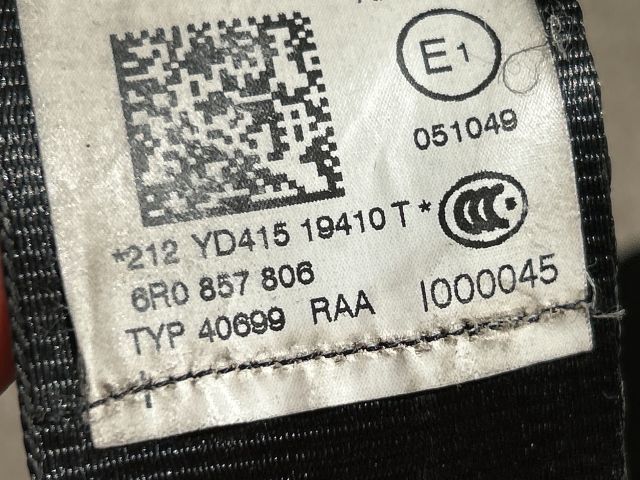 E1
051049
*212 YD415 19410 T*
6R0 857 806
TYP 40699 RAA I000045